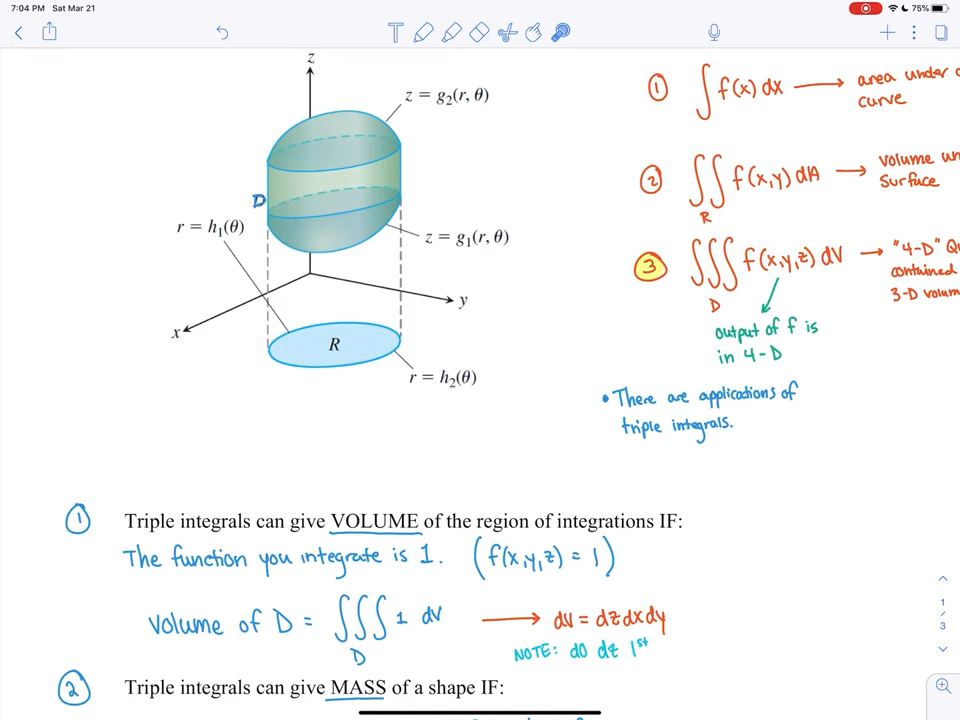 7:04 PM Sat Mar 21
75%
T
z
z = g₂(r, θ)
D
r = h₁(θ)
z = g₁(r, θ)
y
x
R
r = h₂(θ)
① ∫ f(x) dx → area under
curve
② ∫∫ f(x,y) dA → volume
R
surface
③ ∫∫∫ f(x,y,z) dV → "4-D"
D
contained
3-D
output of f is
in 4-D
• There are applications of
triple integrals.
① Triple integrals can give VOLUME of the region of integrations IF:
The function you integrate is 1. (f(x,y,z) = 1)
Volume of D = ∫∫∫ 1 dV → dV = dz dx dy
D
NOTE: do dz 1st
② Triple integrals can give MASS of a shape IF:
1
/
3